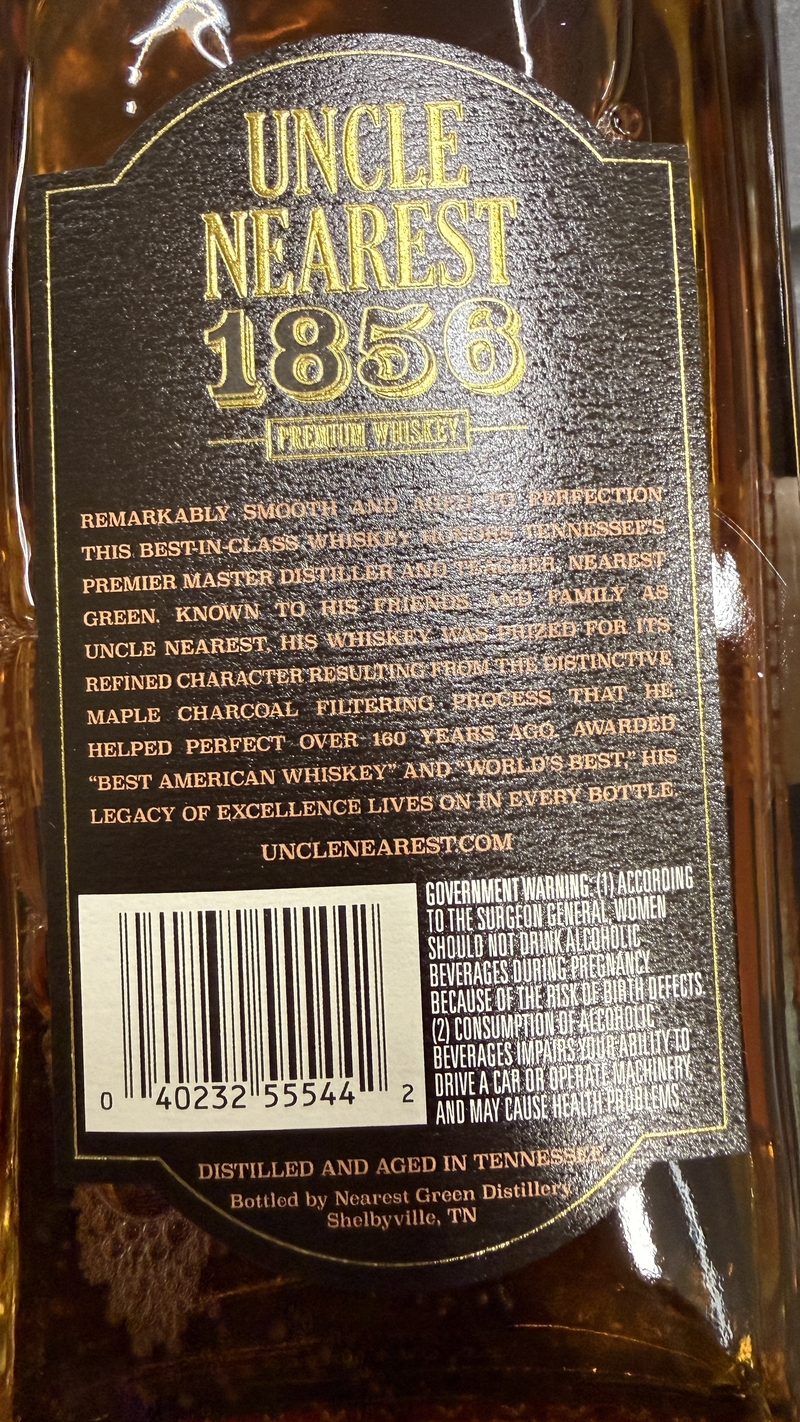 UNCLE
NEAREST
1856
PREMIUM WHISKEY
REMARKABLY SMOOTH AND AGED TO PERFECTION
THIS BEST-IN-CLASS WHISKEY HONORS TENNESSEE'S
PREMIER MASTER DISTILLER AND TEACHER, NEAREST
GREEN. KNOWN TO HIS FRIENDS AND FAMILY AS
UNCLE NEAREST, HIS WHISKEY WAS PRIZED FOR ITS
REFINED CHARACTER RESULTING FROM THE DISTINCTIVE
MAPLE CHARCOAL FILTERING PROCESS THAT HE
HELPED PERFECT OVER 160 YEARS AGO. AWARDED
“BEST AMERICAN WHISKEY” AND “WORLD'S BEST,” HIS
LEGACY OF EXCELLENCE LIVES ON IN EVERY BOTTLE.
UNCLENEAREST.COM
GOVERNMENT WARNING: (1) ACCORDING
TO THE SURGEON GENERAL, WOMEN
SHOULD NOT DRINK ALCOHOLIC
BEVERAGES DURING PREGNANCY
BECAUSE OF THE RISK OF BIRTH DEFECTS.
(2) CONSUMPTION OF ALCOHOLIC
BEVERAGES IMPAIRS YOUR ABILITY TO
DRIVE A CAR OR OPERATE MACHINERY,
AND MAY CAUSE HEALTH PROBLEMS.
0 40232 55544 2
DISTILLED AND AGED IN TENNESSEE
Bottled by Nearest Green Distillery
Shelbyville, TN